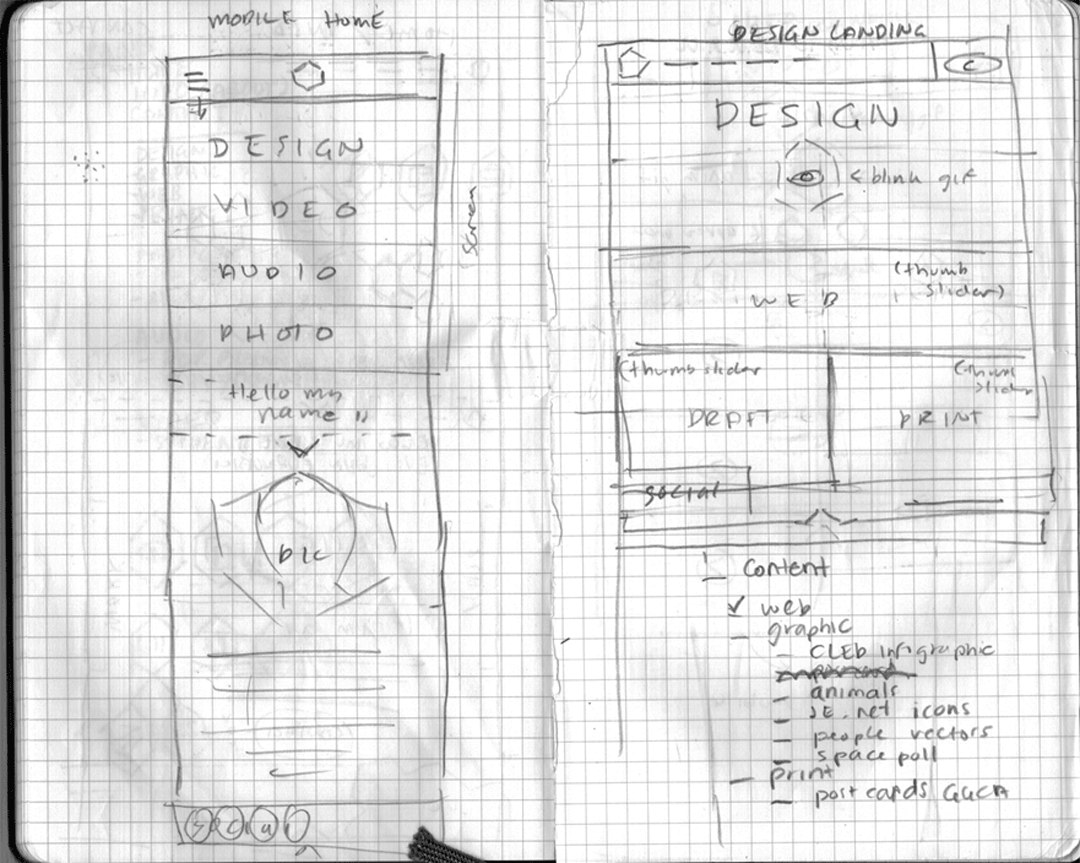 MOBILE HOME
DESIGN
VIDEO
AUDIO
PHOTO
Screen
Hello my
name is
pic
DESIGN LANDING
C
DESIGN
< blink gif
(thumb
slider)
WEB
(thumb slider
(thumb
slider
DRAFT
PRINT
social
Content
web
graphic
CLEb infographic
animals
SE.net icons
people vectors
space poll
print
post cards GUCA